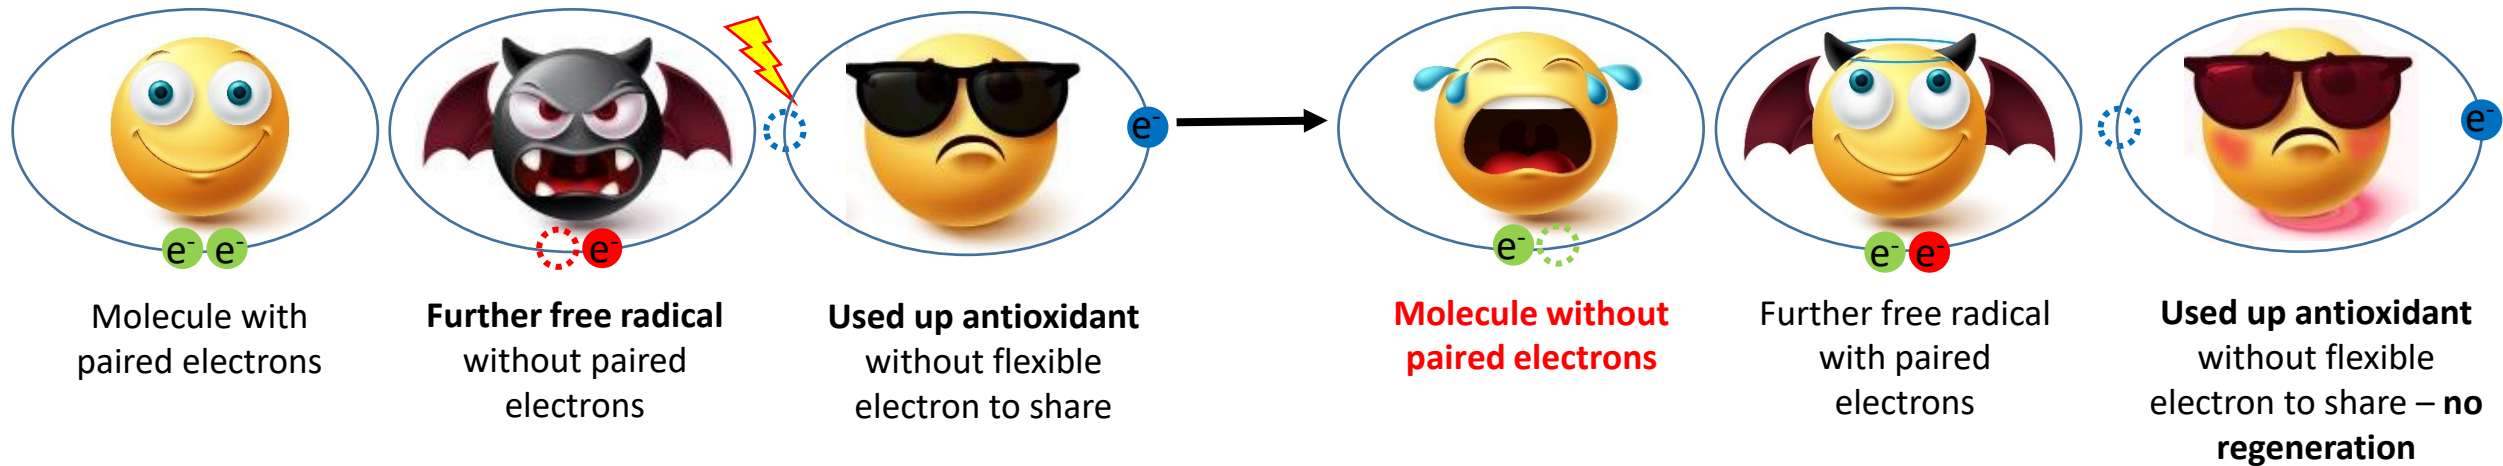 e- e-
e-
e-
e-
e- e-
e-
Molecule with
paired electrons
Further free radical
without paired
electrons
Used up antioxidant
without flexible
electron to share
Molecule without
paired electrons
Further free radical
with paired
electrons
Used up antioxidant
without flexible
electron to share – no
regeneration